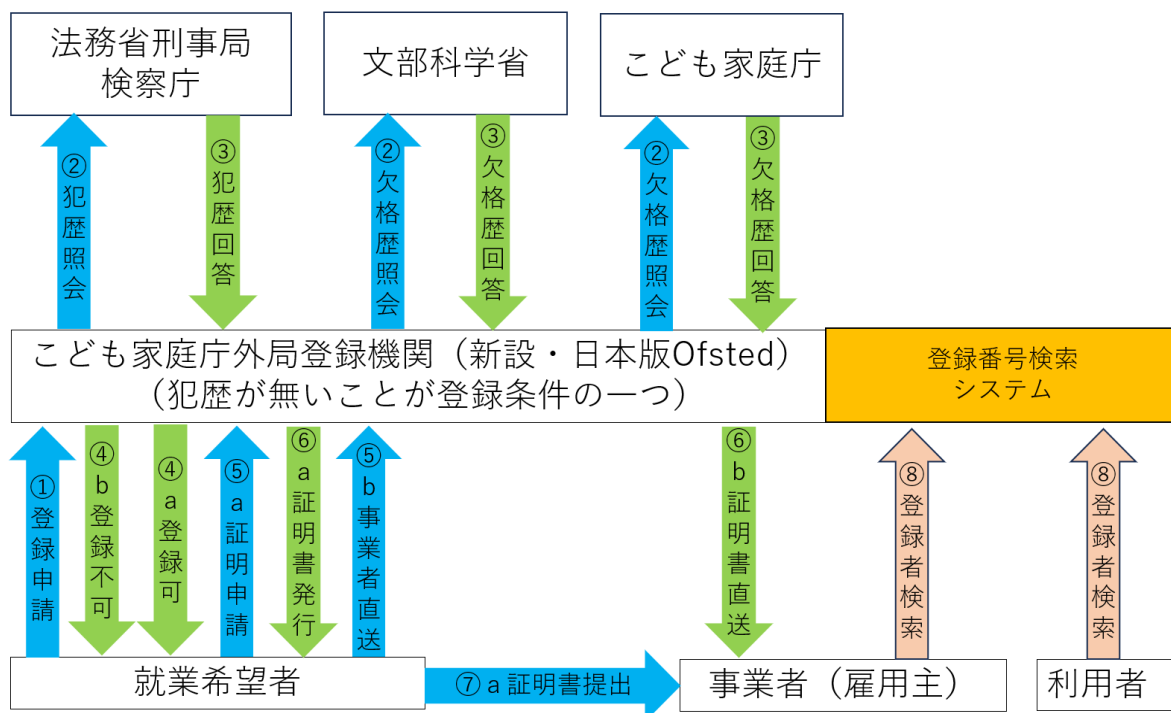 法務省刑事局
検察庁
文部科学省
こども家庭庁
②犯歴照会
③犯歴回答
②欠格歴照会
③欠格歴回答
②欠格歴照会
③欠格歴回答
こども家庭庁外局登録機関（新設・日本版Ofsted）
（犯歴が無いことが登録条件の一つ）
登録番号検索
システム
①登録申請
④b登録不可
④a登録可
⑤a証明申請
⑥a証明書発行
⑤b事業者直送
⑥b証明書直送
⑧登録者検索
⑧登録者検索
就業希望者
⑦a証明書提出
事業者（雇用主）
利用者